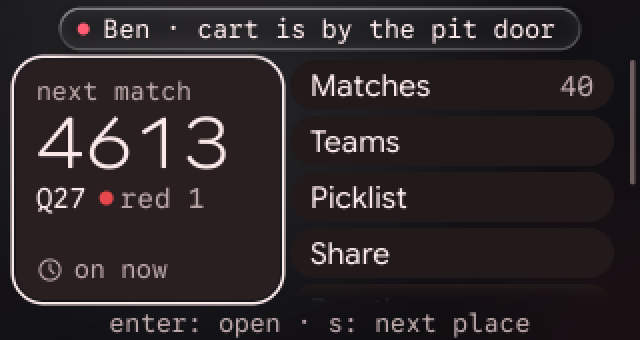 Ben · cart is by the pit door
next match
4613
Q27 red 1
on now
Matches 40
Teams
Picklist
Share
enter: open · s: next place